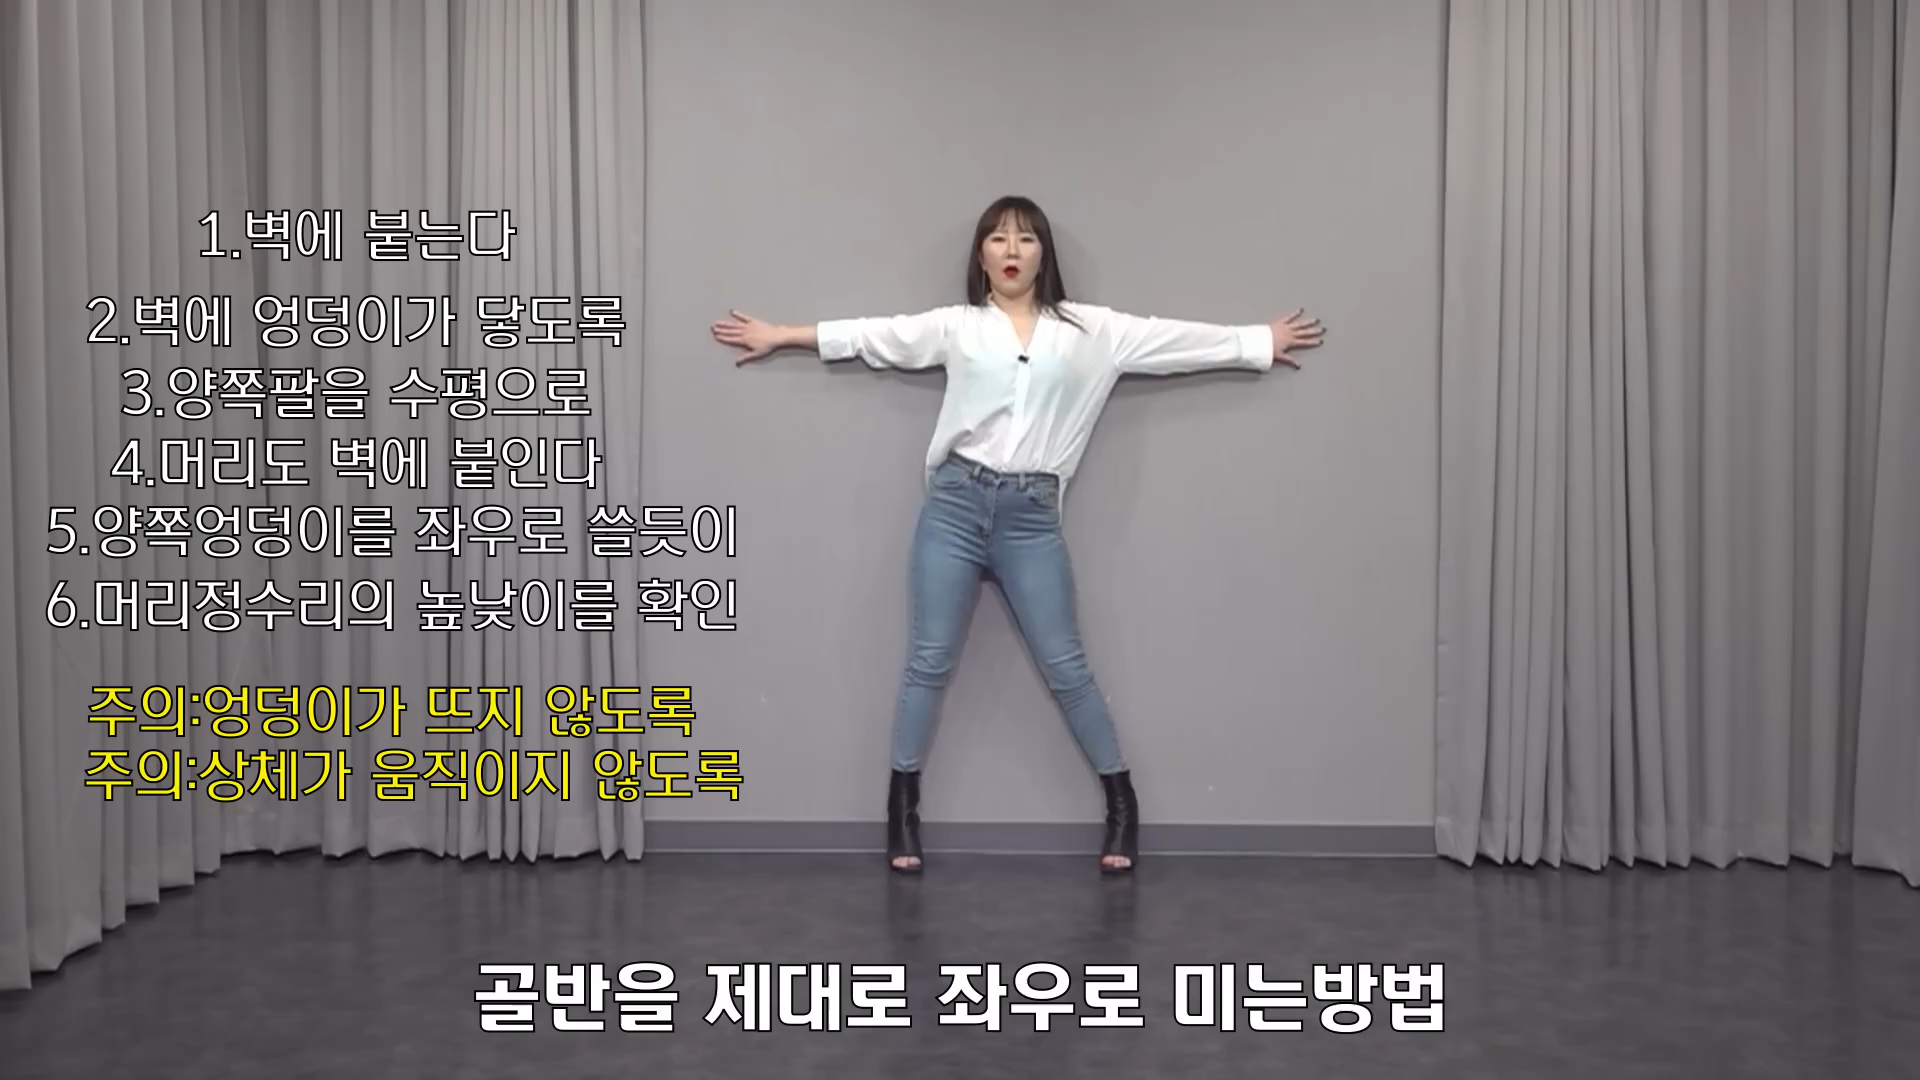 1.벽에 붙는다
2.벽에 엉덩이가 닿도록
3.양쪽팔을 수평으로
4.머리도 벽에 붙인다
5.양쪽엉덩이를 좌우로 쓸듯이
6.머리정수리의 높낮이를 확인
주의:엉덩이가 뜨지 않도록
주의:상체가 움직이지 않도록
골반을 제대로 좌우로 미는방법